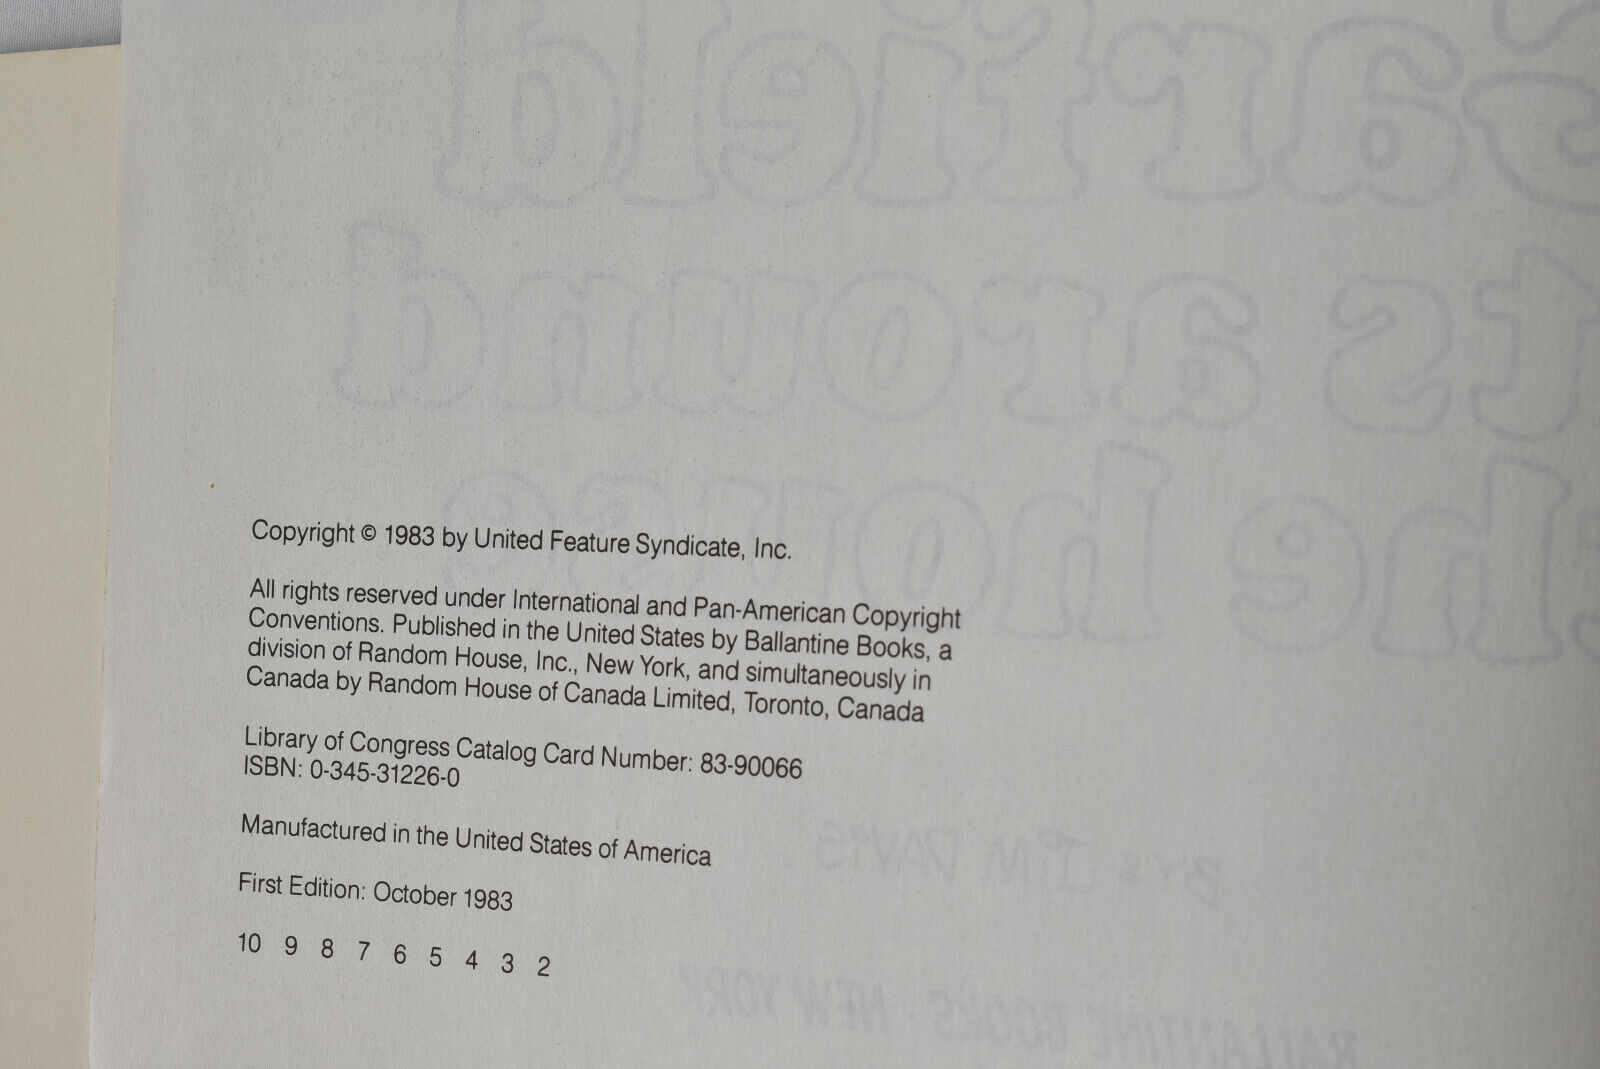 Copyright © 1983 by United Feature Syndicate, Inc.
All rights reserved under International and Pan-American Copyright
Conventions. Published in the United States by Ballantine Books, a
division of Random House, Inc., New York, and simultaneously in
Canada by Random House of Canada Limited, Toronto, Canada
Library of Congress Catalog Card Number: 83-90066
ISBN: 0-345-31226-0
Manufactured in the United States of America
First Edition: October 1983
10 9 8 7 6 5 4 3 2